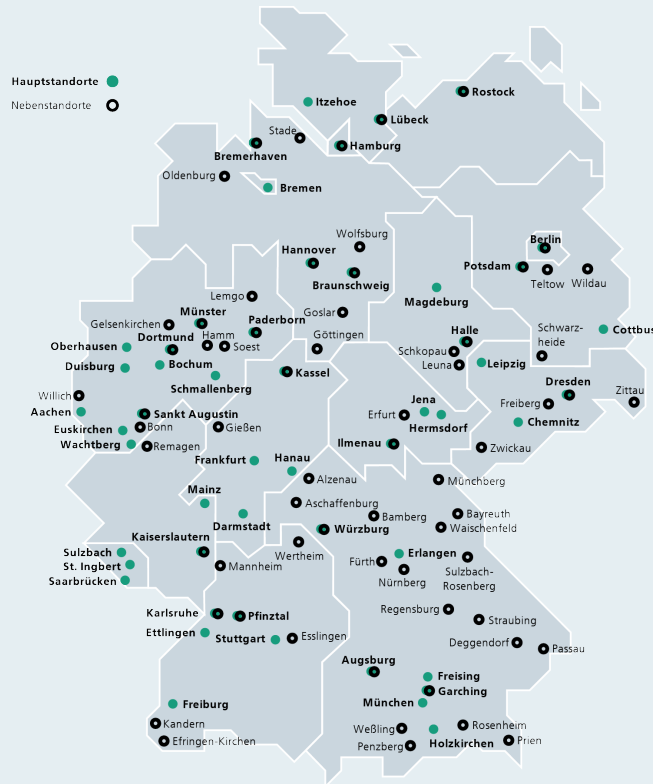 Hauptstandorte
Nebenstandorte
Itzehoe
Rostock
Lübeck
Stade
Hamburg
Bremerhaven
Oldenburg
Bremen
Wolfsburg
Berlin
Hannover
Potsdam
Braunschweig
Teltow
Wildau
Lemgo
Magdeburg
Goslar
Münster
Paderborn
Gelsenkirchen
Schwarz-
heide
Cottbus
Dortmund
Hamm
Göttingen
Halle
Oberhausen
Soest
Schkopau
Duisburg
Bochum
Leuna
Leipzig
Kassel
Schmallenberg
Dresden
Willich
Zittau
Aachen
Sankt Augustin
Erfurt
Jena
Freiberg
Euskirchen
Bonn
Gießen
Hermsdorf
Chemnitz
Wachtberg
Remagen
Ilmenau
Zwickau
Frankfurt
Hanau
Alzenau
Münchberg
Mainz
Aschaffenburg
Bamberg
Bayreuth
Darmstadt
Würzburg
Waischenfeld
Kaiserslautern
Wertheim
Sulzbach
Erlangen
St. Ingbert
Mannheim
Fürth
Nürnberg
Sulzbach-
Rosenberg
Saarbrücken
Karlsruhe
Pfinztal
Regensburg
Straubing
Ettlingen
Stuttgart
Esslingen
Deggendorf
Passau
Augsburg
Freising
Garching
Freiburg
München
Kandern
Weßling
Rosenheim
Efringen-Kirchen
Penzberg
Holzkirchen
Prien